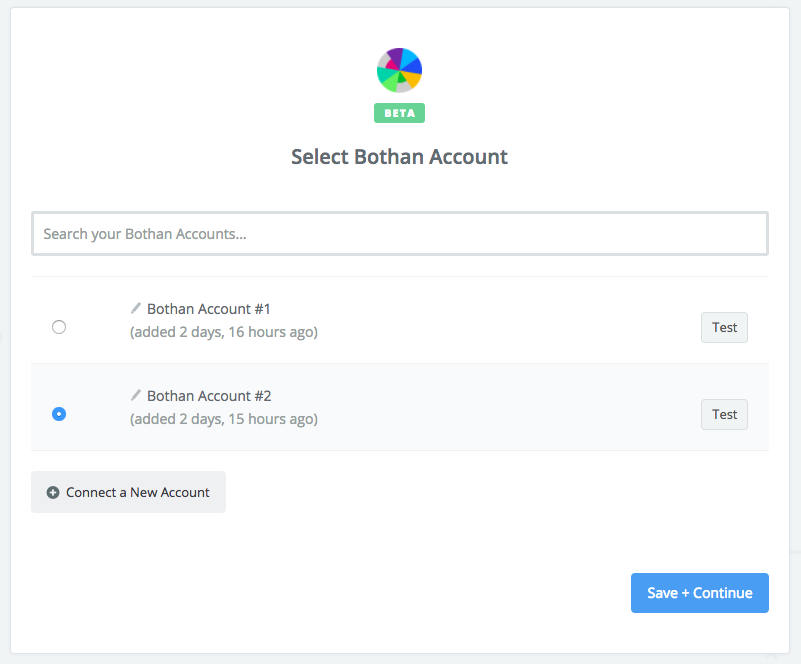 BETA
Select Bothan Account
Search your Bothan Accounts...
Bothan Account #1
(added 2 days, 16 hours ago)
Test
Bothan Account #2
(added 2 days, 15 hours ago)
Test
Connect a New Account
Save + Continue